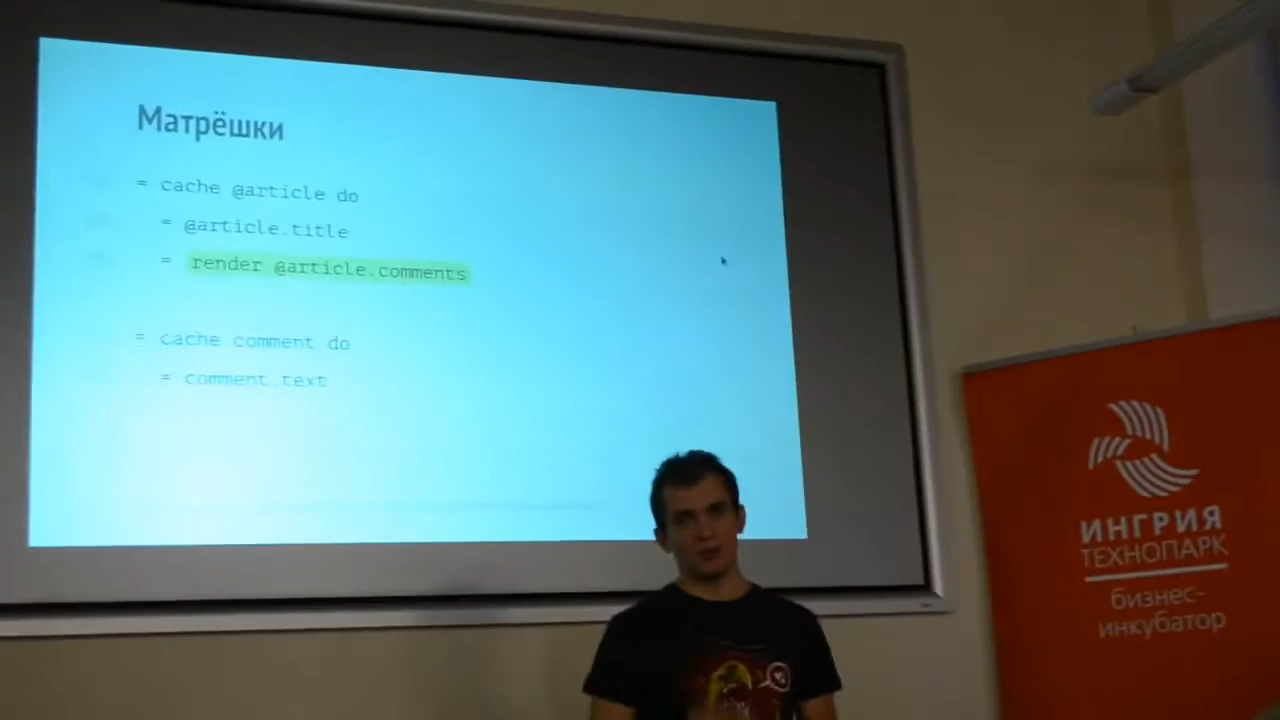 Матрёшки
= cache @article do
= @article.title
= render @article.comments
= cache comment do
= comment.text
ИНГРИЯ
ТЕХНОПАРК
бизнес-
инкубатор